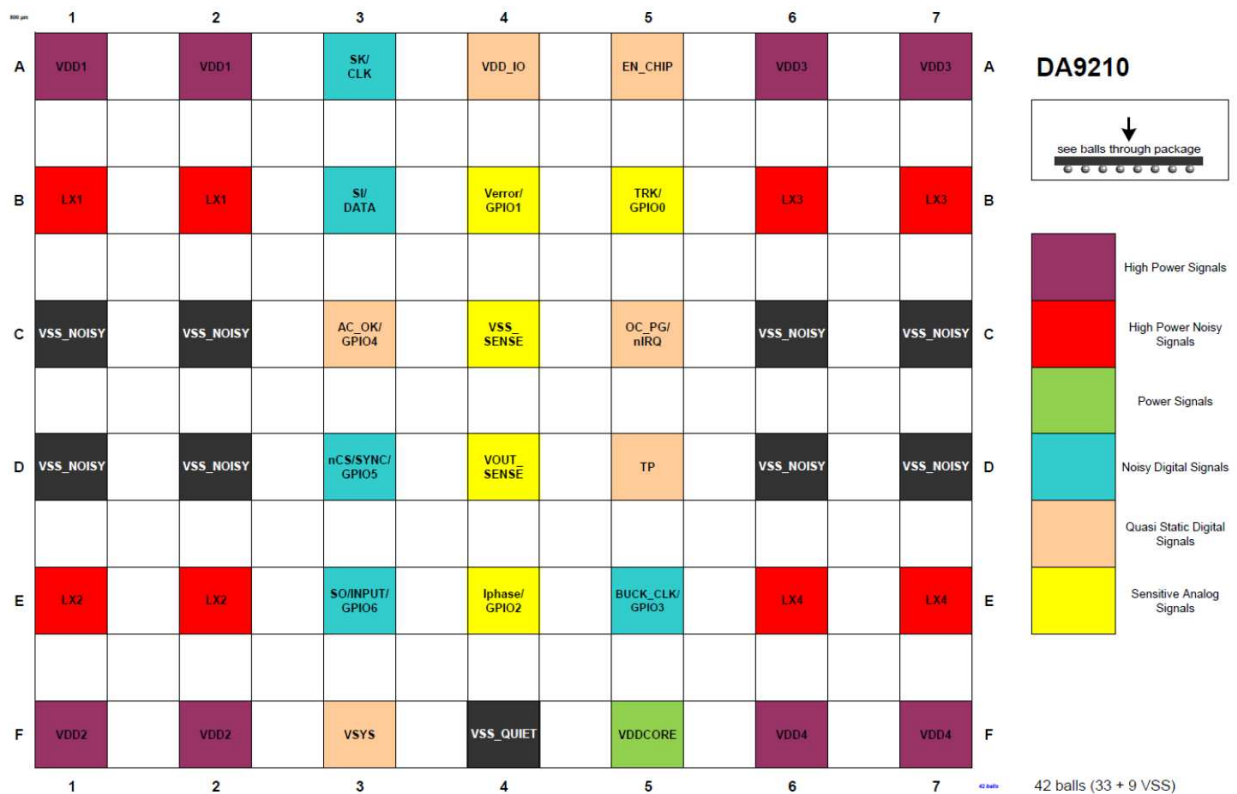 800 µm 1 2 3 4 5 6 7
A VDD1 VDD1 SK/ VDD_IO EN_CHIP VDD3 VDD3 A
CLK
DA9210
see balls through package
B LX1 LX1 SI/ Verror/ TRK/ LX3 LX3 B
DATA GPIO1 GPIO0
High Power Signals
C VSS_NOISY VSS_NOISY AC_OK/ VSS_ OC_PG/ VSS_NOISY VSS_NOISY C
GPIO4 SENSE nIRQ
High Power Noisy
Signals
Power Signals
D VSS_NOISY VSS_NOISY nCS/SYNC/ VOUT_ TP VSS_NOISY VSS_NOISY D
GPIO5 SENSE
Noisy Digital Signals
Quasi Static Digital
Signals
E LX2 LX2 SO/INPUT/ Iphase/ BUCK_CLK/ LX4 LX4 E
GPIO6 GPIO2 GPIO3
Sensitive Analog
Signals
F VDD2 VDD2 VSYS VSS_QUIET VDDCORE VDD4 VDD4 F
1 2 3 4 5 6 7 42 balls
42 balls (33 + 9 VSS)